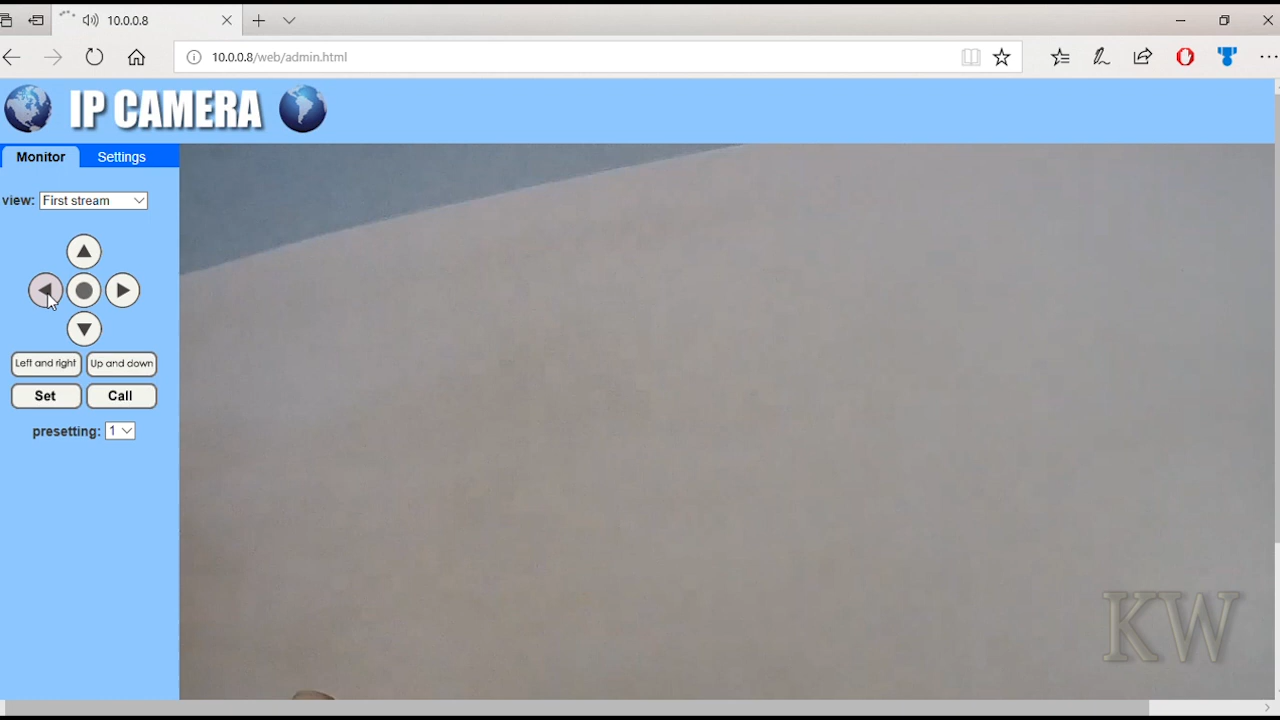 10.0.0.8
10.0.0.8/web/admin.html
IP CAMERA
Monitor Settings
view: First stream
Left and right Up and down
Set Call
presetting: 1
KW